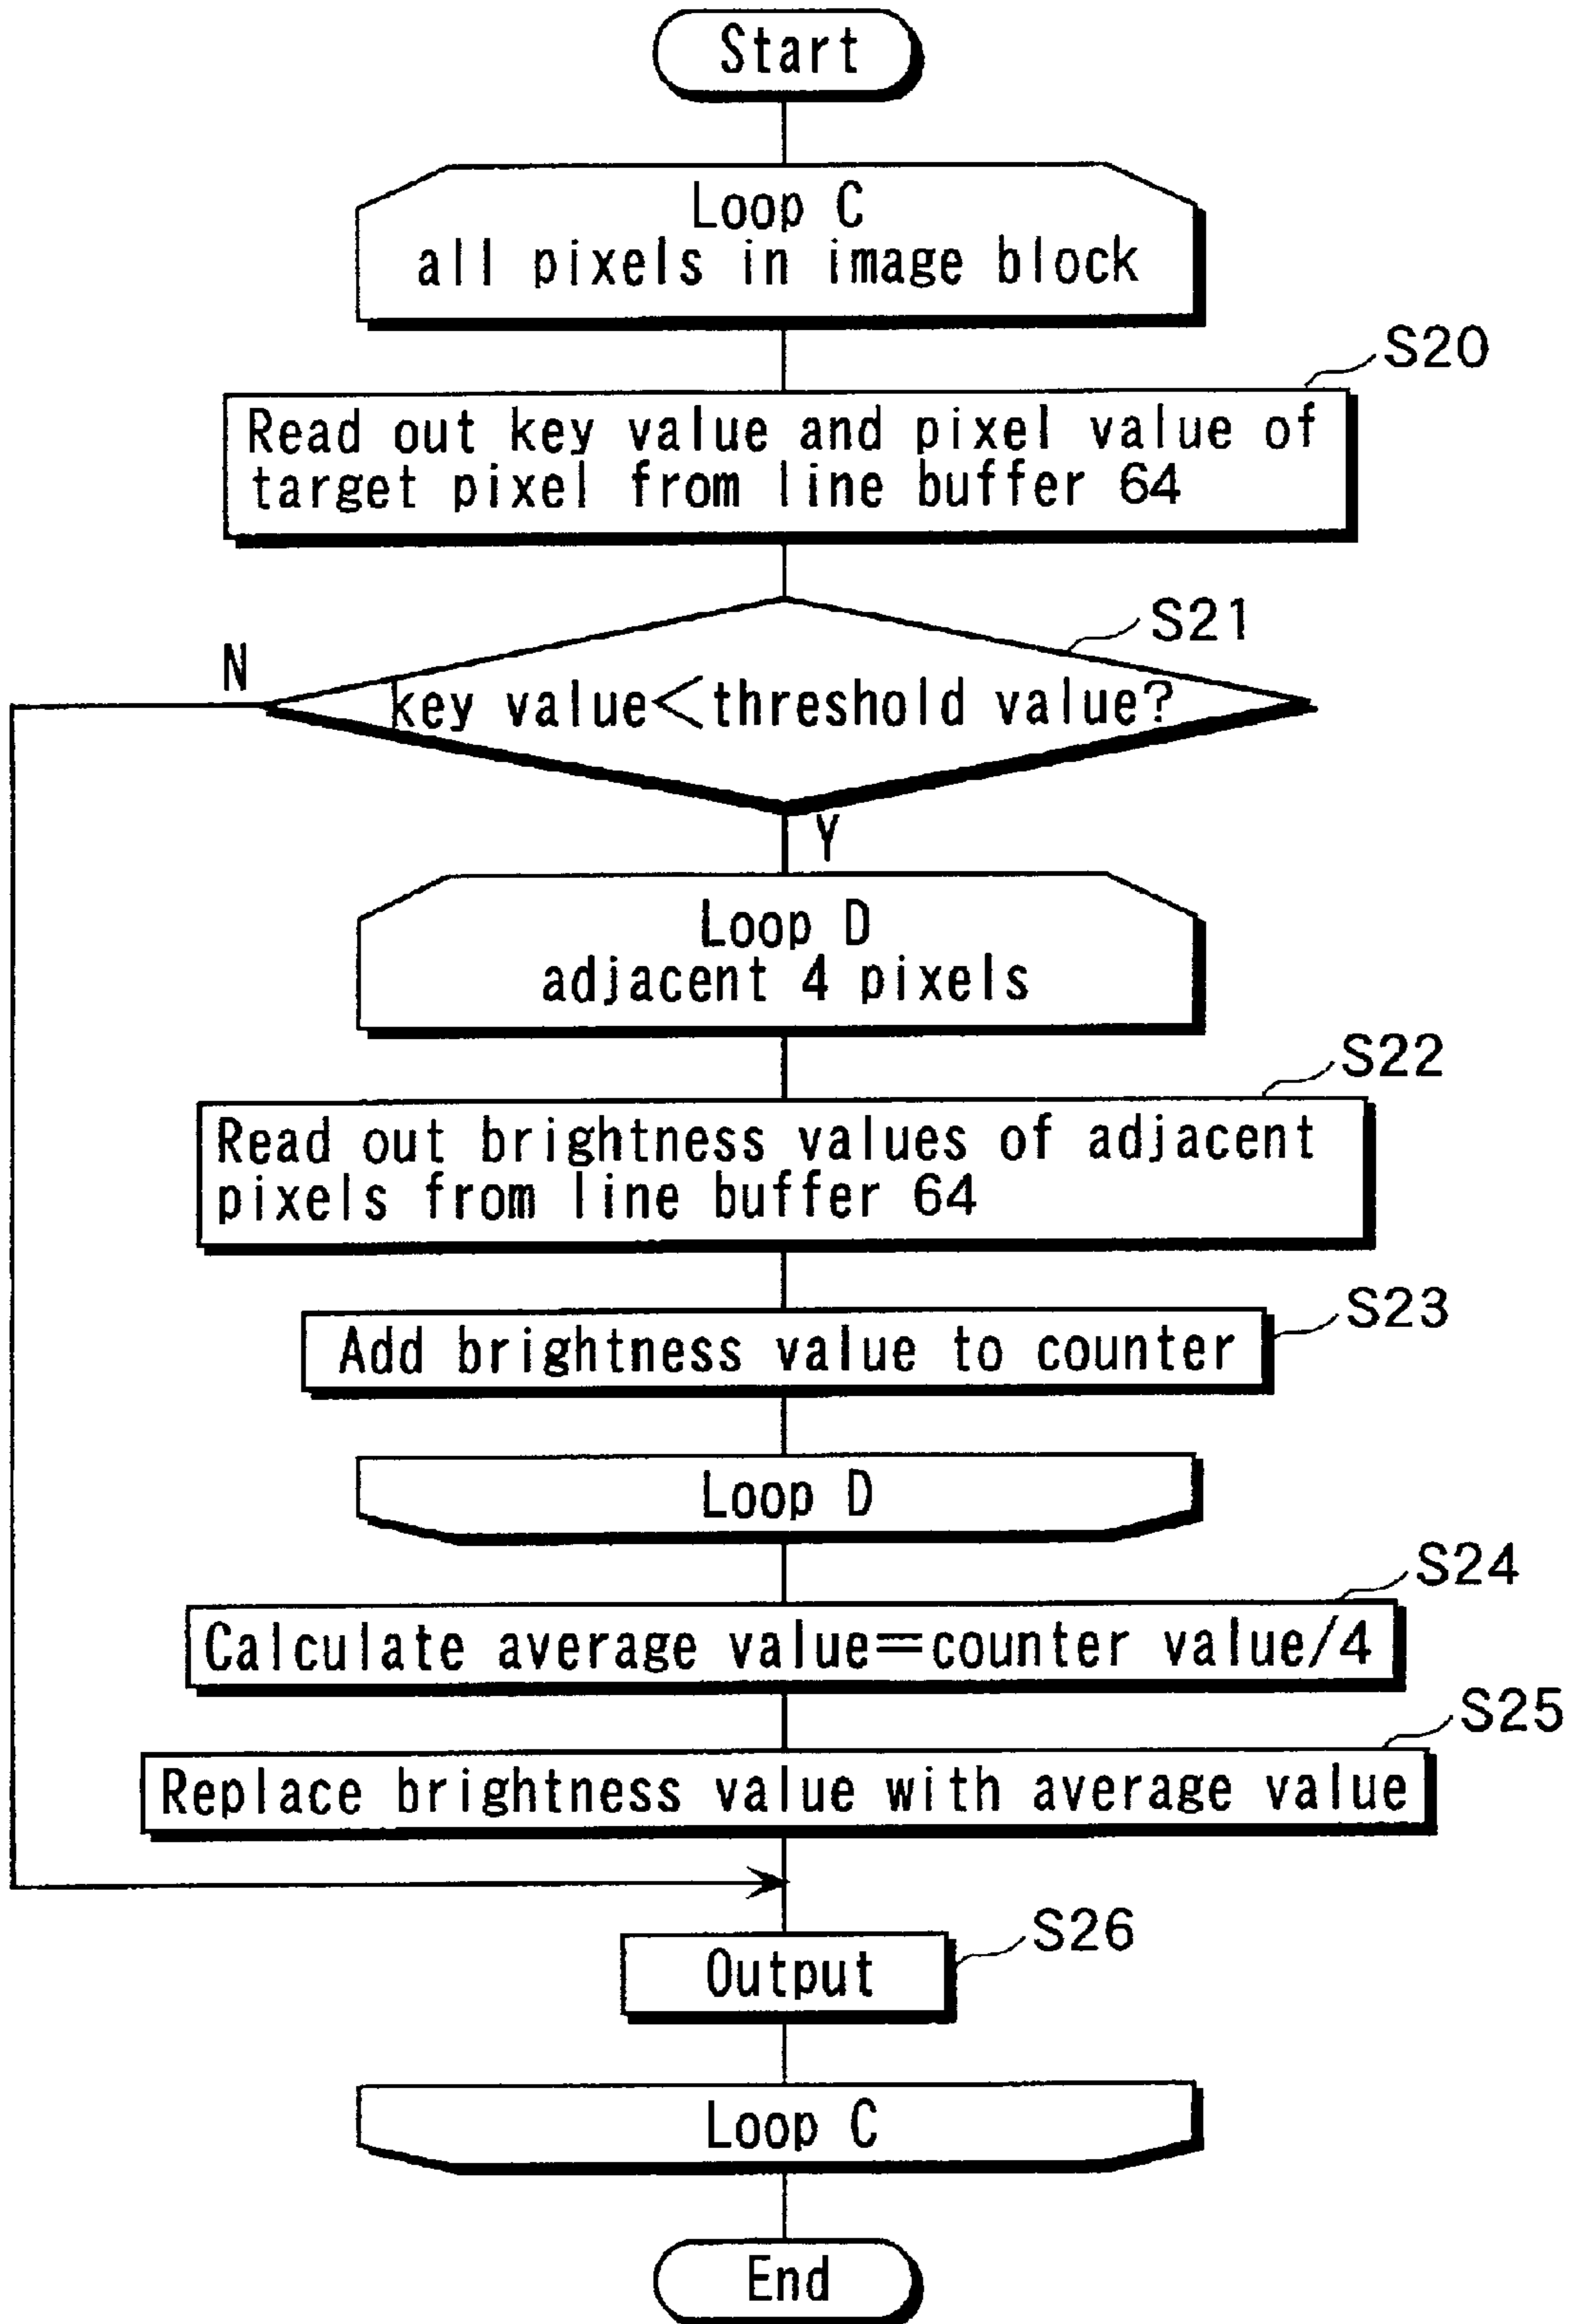 Start
Loop C
all pixels in image block
S20
Read out key value and pixel value of
target pixel from line buffer 64
S21
N
key value<threshold value?
Y
Loop D
adjacent 4 pixels
S22
Read out brightness values of adjacent
pixels from line buffer 64
S23
Add brightness value to counter
Loop D
S24
Calculate average value=counter value/4
S25
Replace brightness value with average value
S26
Output
Loop C
End